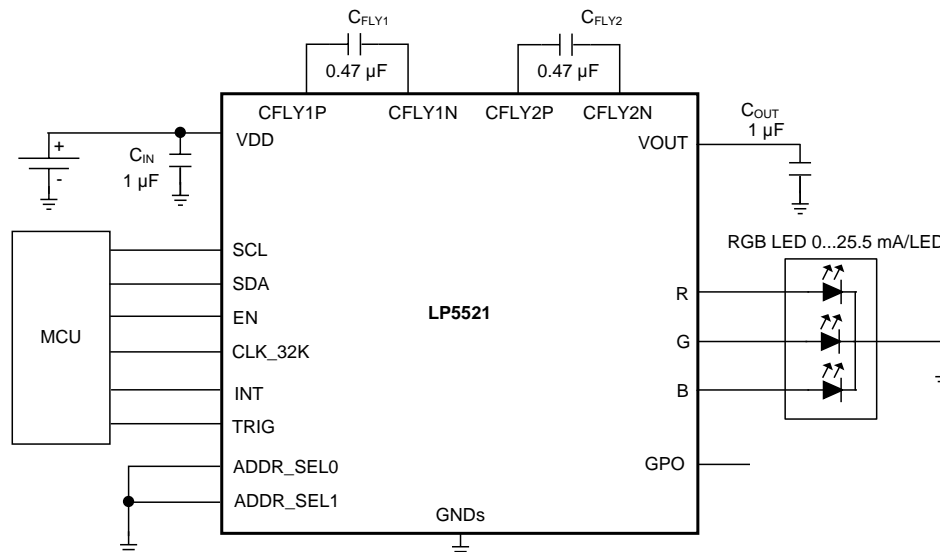 CFLY1
CFLY2
0.47 µF
0.47 µF
CFLY1P
CFLY1N
CFLY2P
CFLY2N
COUT
1 µF
+
-
CIN
1 µF
VDD
VOUT
SCL
SDA
EN
CLK_32K
INT
TRIG
MCU
LP5521
RGB LED 0...25.5 mA/LED
R
G
B
ADDR_SEL0
ADDR_SEL1
GPO
GNDs